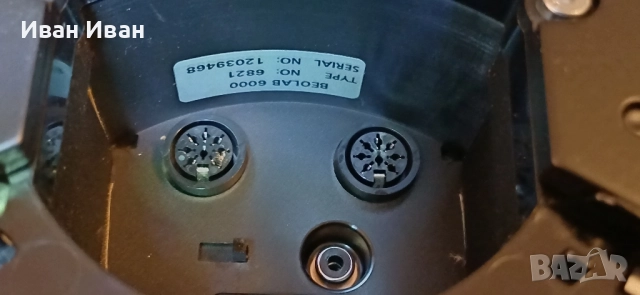 Иван Иван
BEOLAB 6000
TYPE NO: 6821
SERIAL NO: 12039468
BAZAR